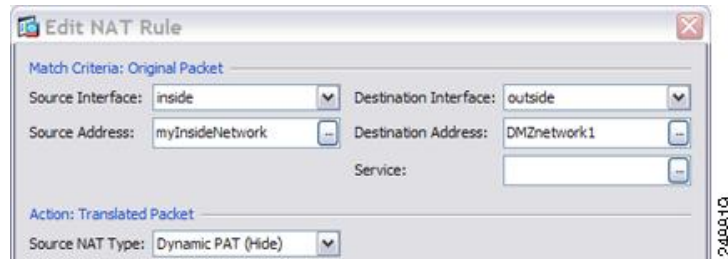 Edit NAT Rule
Match Criteria: Original Packet
Source Interface: inside Destination Interface: outside
Source Address: myInsideNetwork ... Destination Address: DMZnetwork1 ...
Service: ...
Action: Translated Packet
Source NAT Type: Dynamic PAT (Hide)
248819